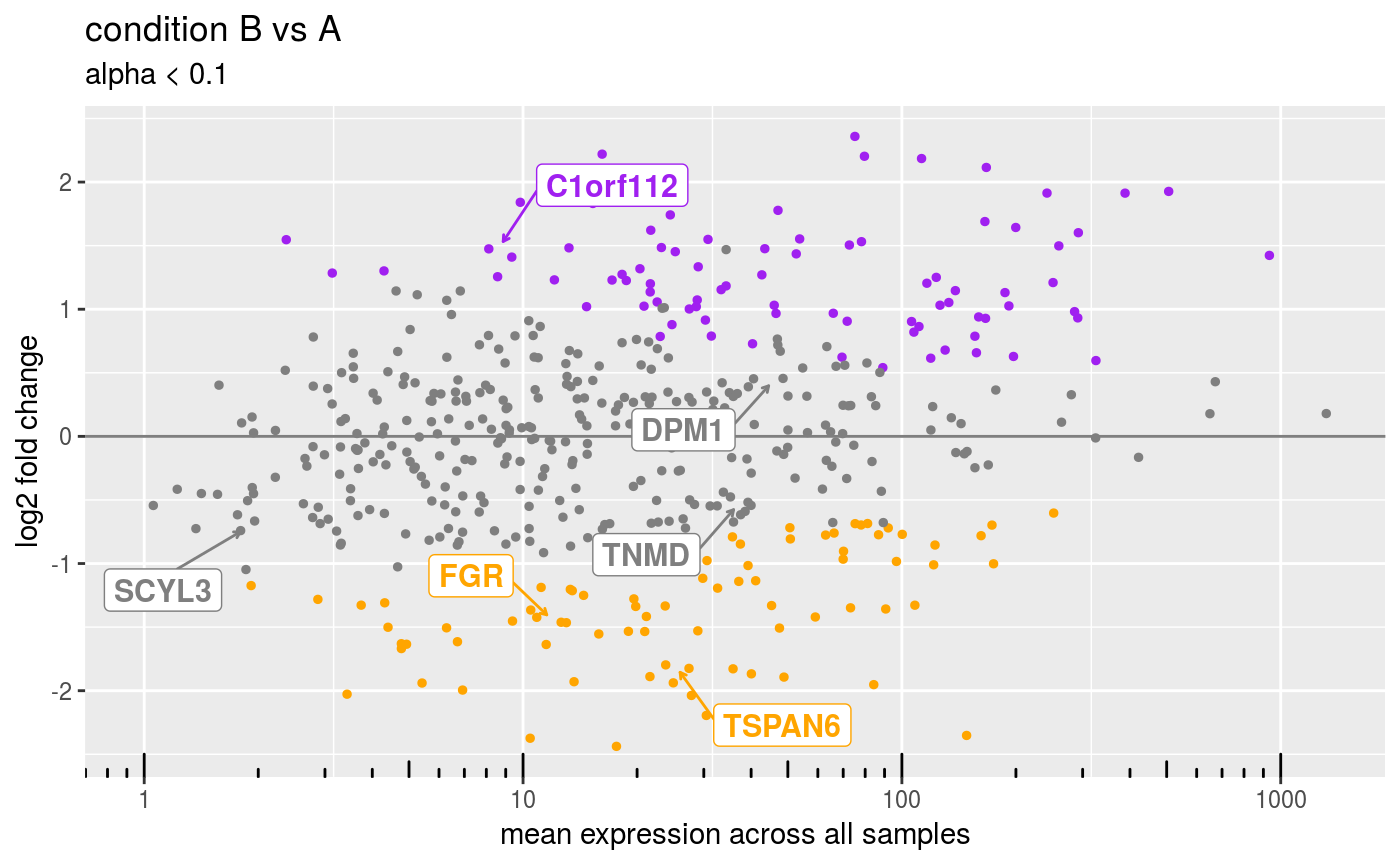 condition B vs A
alpha < 0.1
log2 fold change
2
1
0
-1
-2
C1orf112
DPM1
TNMD
FGR
SCYL3
TSPAN6
1
10
100
1000
mean expression across all samples